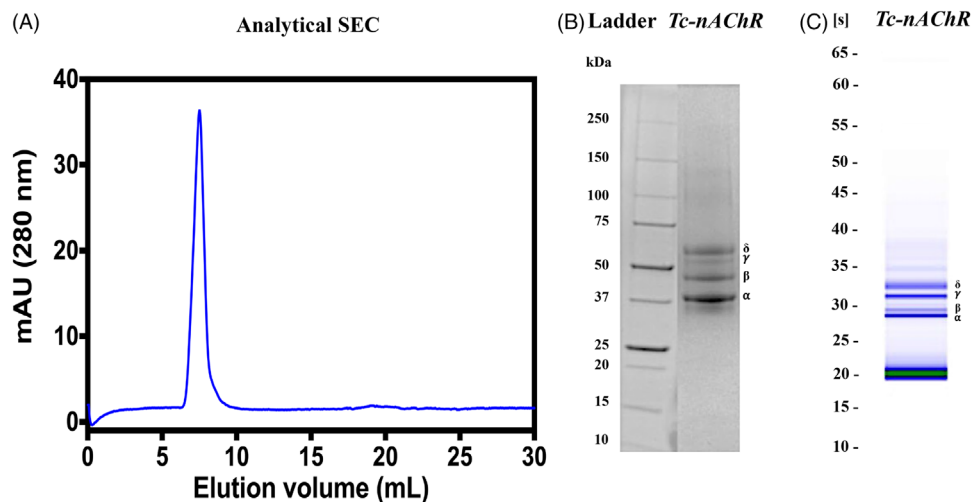 (A)
Analytical SEC
mAU (280 nm)
40
30
20
10
0
0 5 10 15 20 25 30
Elution volume (mL)
(B) Ladder Tc-nAChR
kDa
250
150
100
75
50
37
25
20
15
10
δ
γ
β
α
(C) [s] Tc-nAChR
65 -
60 -
55 -
50 -
45 -
40 -
35 -
30 -
25 -
20 -
15 -
10 -
δ
γ
β
α